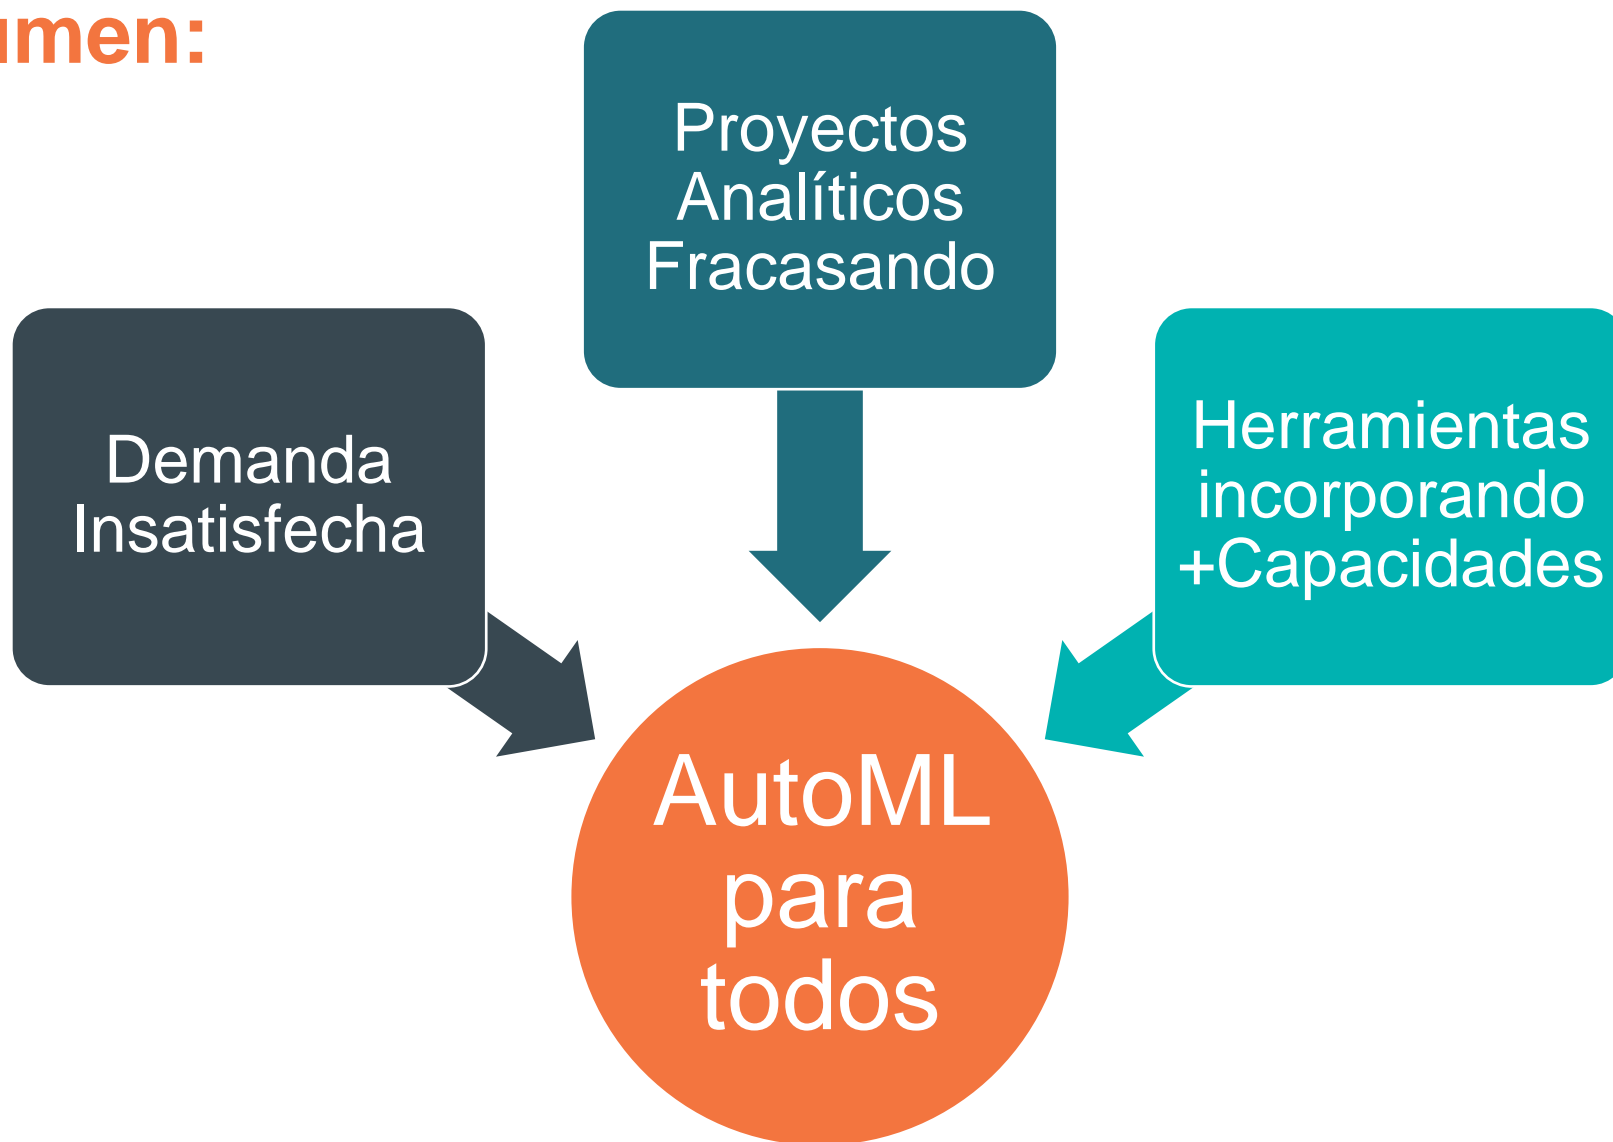 umen:
Proyectos
Analíticos
Fracasando
Demanda
Insatisfecha
Herramientas
incorporando
+Capacidades
AutoML
para
todos